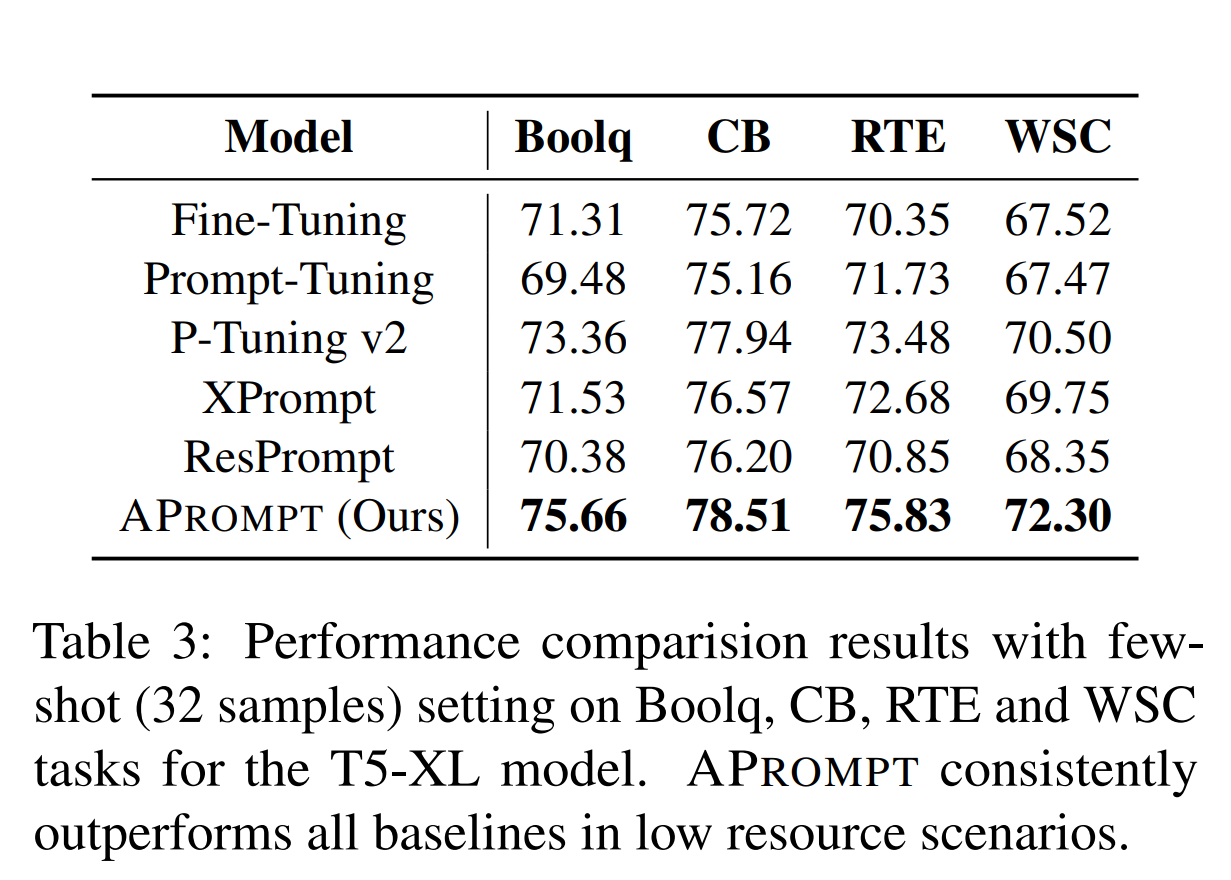 Model Boolq CB RTE WSC
Fine-Tuning 71.31 75.72 70.35 67.52
Prompt-Tuning 69.48 75.16 71.73 67.47
P-Tuning v2 73.36 77.94 73.48 70.50
XPrompt 71.53 76.57 72.68 69.75
ResPrompt 70.38 76.20 70.85 68.35
APROMPT (Ours) 75.66 78.51 75.83 72.30
Table 3: Performance comparision results with few-
shot (32 samples) setting on Boolq, CB, RTE and WSC
tasks for the T5-XL model. APROMPT consistently
outperforms all baselines in low resource scenarios.